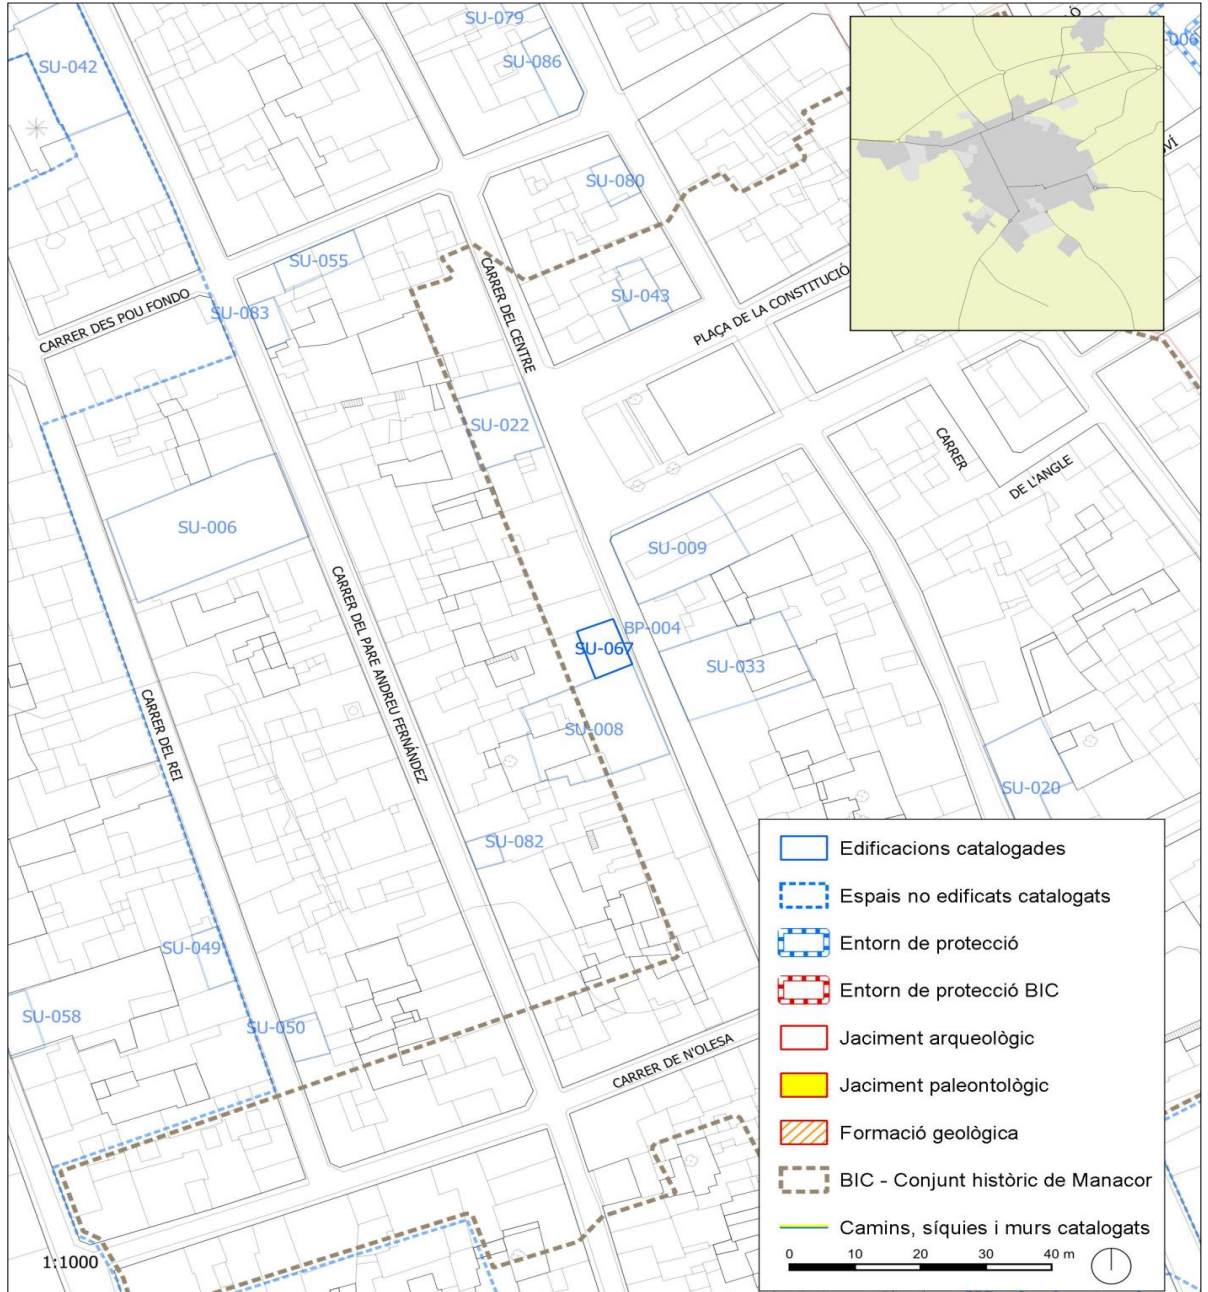 SU-079
SU-042
SU-086
SU-080
SU-055
SU-083
SU-043
CARRER DES POU FONDO
CARRER DEL CENTRE
PLAÇA DE LA CONSTITUCIÓ
SU-022
CARRER
DE L'ANGLE
SU-006
SU-009
CARRER DEL PARE ANDREU FERNÁNDEZ
BP-004
SU-067
SU-033
CARRER DEL REI
SU-008
SU-020
SU-082
SU-049
SU-058
SU-050
CARRER DE N'OLESA
Edificacions catalogades
Espais no edificats catalogats
Entorn de protecció
Entorn de protecció BIC
Jaciment arqueològic
Jaciment paleontològic
Formació geològica
BIC - Conjunt històric de Manacor
Camins, síquies i murs catalogats
1:1000
0 10 20 30 40 m